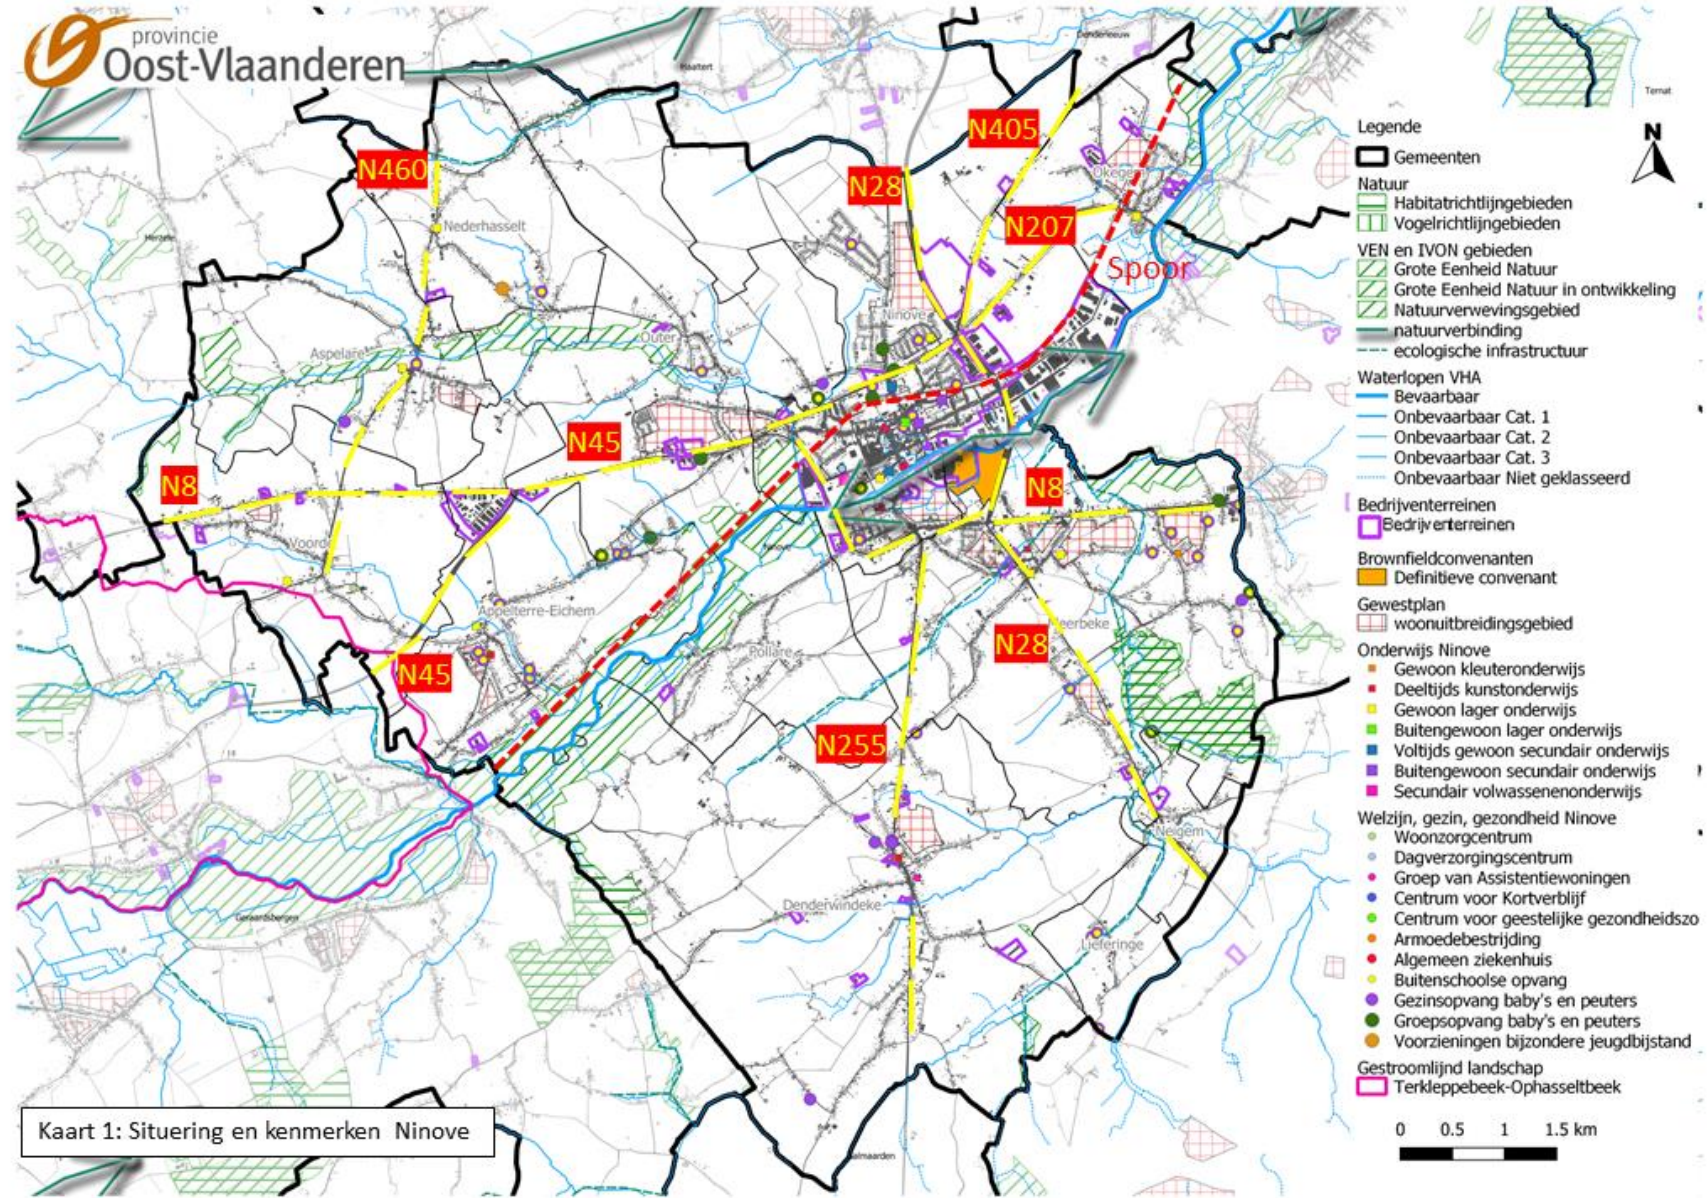 provincie
Oost-Vlaanderen
Denderleeuw
Haaltert
Ternat
N405
N460
N28
Okegem
N207
Nederhasselt
Herzele
Spoor
Ninove
Outer
Aspelare
N45
N8
N8
Voorde
Ninove
Appelterre-Eichem
Meerbeke
N28
Pollare
N45
N255
Neigem
Denderwindeke
Geraardsbergen
Lieferinge
Galmaarden
Kaart 1: Situering en kenmerken Ninove
Legende
N
Gemeenten
Natuur
Habitatrichtlijngebieden
Vogelrichtlijngebieden
VEN en IVON gebieden
Grote Eenheid Natuur
Grote Eenheid Natuur in ontwikkeling
Natuurverwevingsgebied
natuurverbinding
ecologische infrastructuur
Waterlopen VHA
Bevaarbaar
Onbevaarbaar Cat. 1
Onbevaarbaar Cat. 2
Onbevaarbaar Cat. 3
Onbevaarbaar Niet geklasseerd
Bedrijventerreinen
Bedrijventerreinen
Brownfieldconvenanten
Definitieve convenant
Gewestplan
woonuitbreidingsgebied
Onderwijs Ninove
Gewoon kleuteronderwijs
Deeltijds kunstonderwijs
Gewoon lager onderwijs
Buitengewoon lager onderwijs
Voltijds gewoon secundair onderwijs
Buitengewoon secundair onderwijs
Secundair volwassenenonderwijs
Welzijn, gezin, gezondheid Ninove
Woonzorgcentrum
Dagverzorgingscentrum
Groep van Assistentiewoningen
Centrum voor Kortverblijf
Centrum voor geestelijke gezondheidszo
Armoedebestrijding
Algemeen ziekenhuis
Buitenschoolse opvang
Gezinsopvang baby's en peuters
Groepsopvang baby's en peuters
Voorzieningen bijzondere jeugdbijstand
Gestroomlijnd landschap
Terkleppebeek-Ophasseltbeek
0 0.5 1 1.5 km